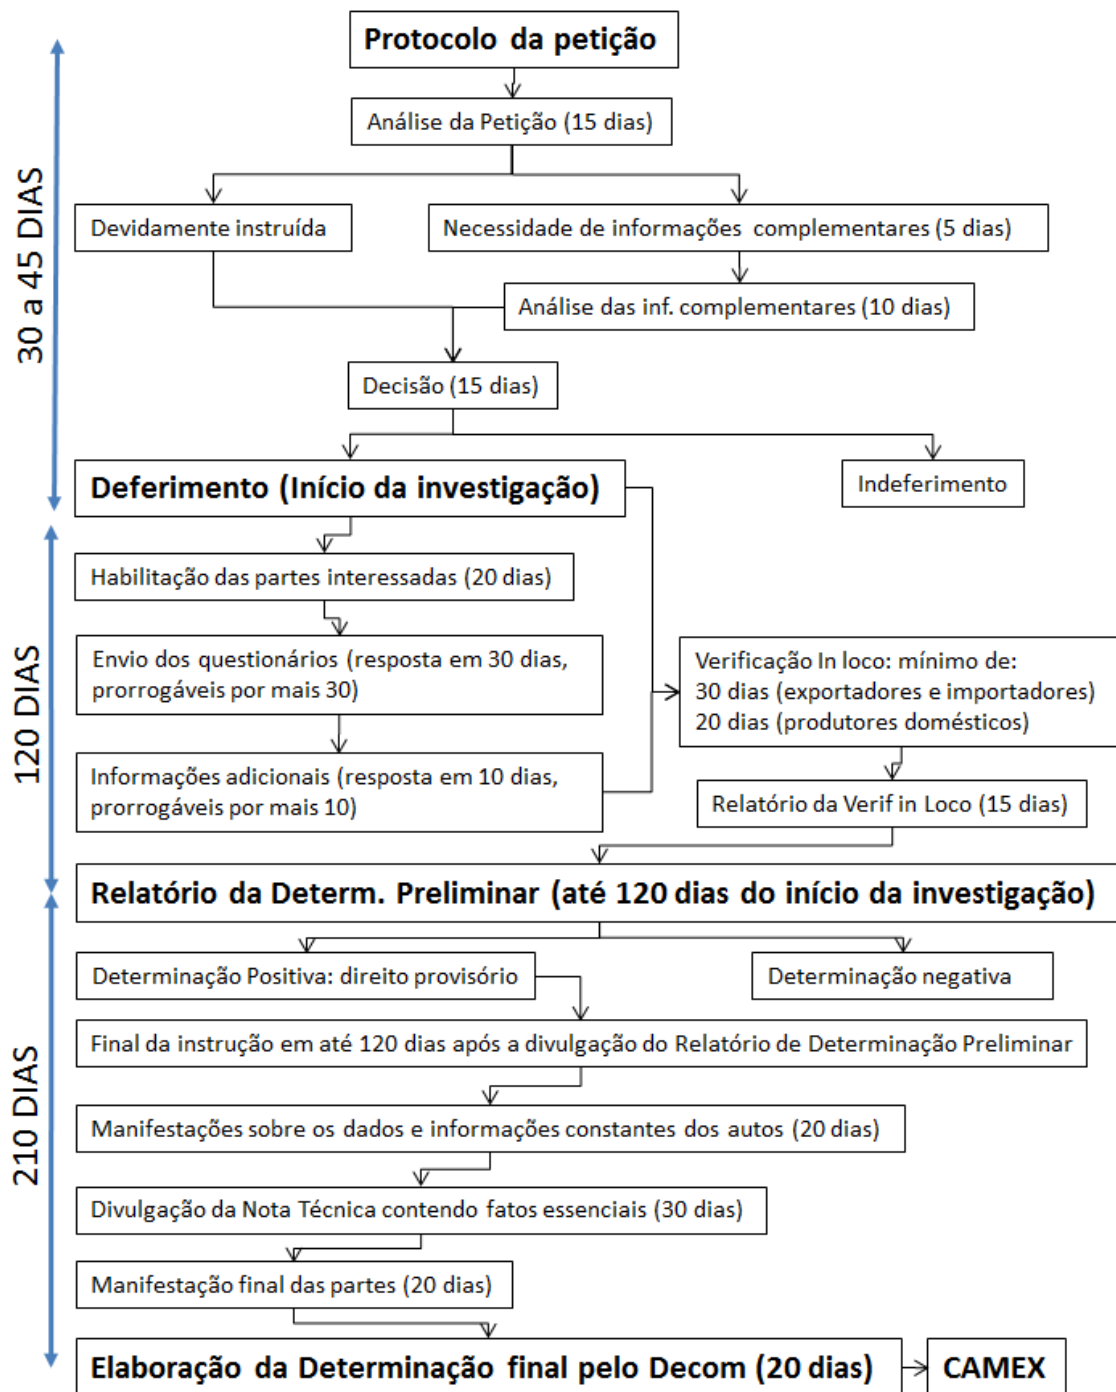 Protocolo da petição
Análise da Petição (15 dias)
Devidamente instruída
Necessidade de informações complementares (5 dias)
Análise das inf. complementares (10 dias)
Decisão (15 dias)
30 a 45 DIAS
Deferimento (Início da investigação)
Indeferimento
Habilitação das partes interessadas (20 dias)
Envio dos questionários (resposta em 30 dias,
prorrogáveis por mais 30)
Verificação In loco: mínimo de:
30 dias (exportadores e importadores)
20 dias (produtores domésticos)
Informações adicionais (resposta em 10 dias,
prorrogáveis por mais 10)
Relatório da Verif in Loco (15 dias)
120 DIAS
Relatório da Determ. Preliminar (até 120 dias do início da investigação)
Determinação Positiva: direito provisório
Determinação negativa
Final da instrução em até 120 dias após a divulgação do Relatório de Determinação Preliminar
Manifestações sobre os dados e informações constantes dos autos (20 dias)
Divulgação da Nota Técnica contendo fatos essenciais (30 dias)
Manifestação final das partes (20 dias)
210 DIAS
Elaboração da Determinação final pelo Decom (20 dias)
CAMEX